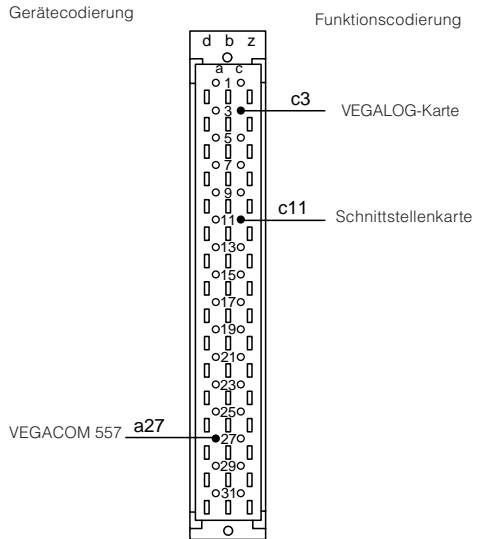 Gerätecodierung
Funktionscodierung
d b z
a c
1
c3
3
VEGALOG-Karte
5
7
9
c11
11
Schnittstellenkarte
13
15
17
19
21
23
25
VEGACOM 557 a27
27
29
31